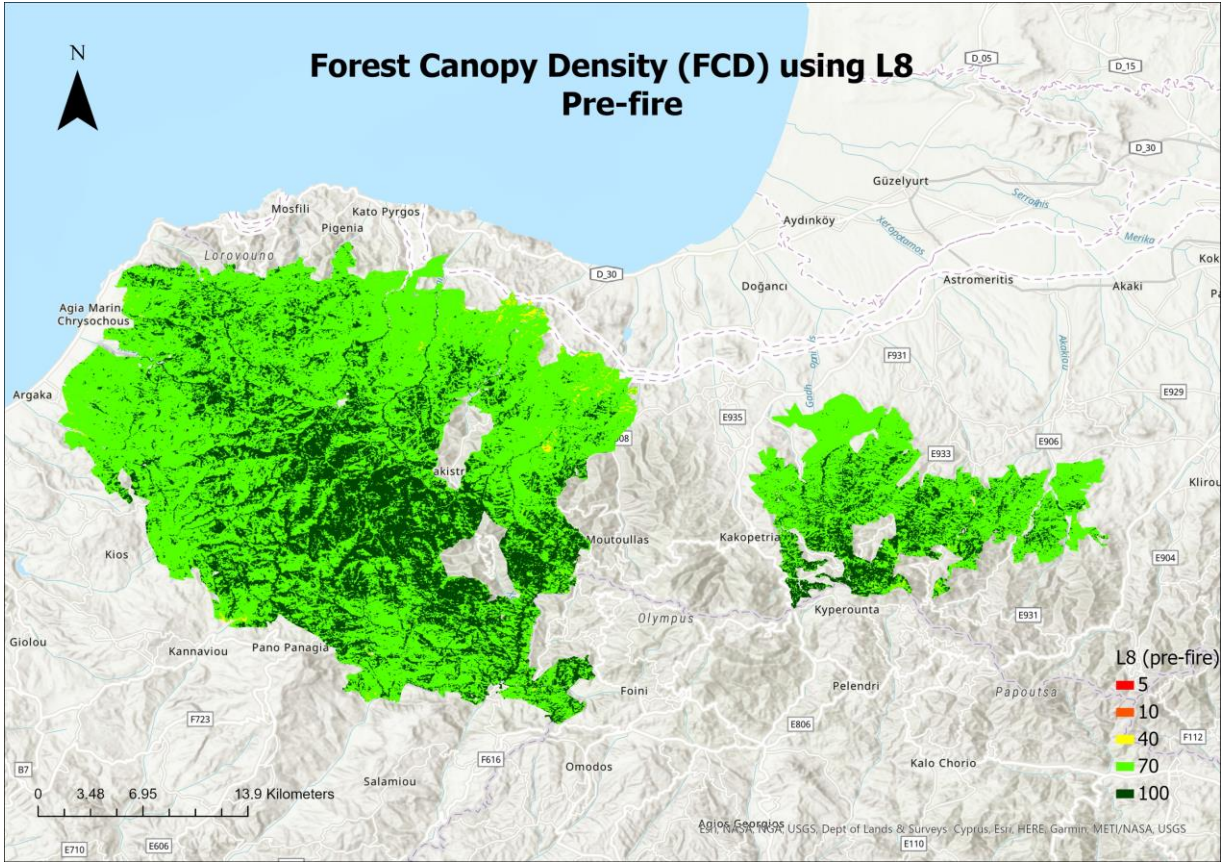 N
Forest Canopy Density (FCD) using L8
Pre-fire
D_05
D_15
D_30
Güzelyurt
Serrainis
Mosfili
Kato Pyrgos
Pigenia
Aydınköy
Xeropotamos
Merika
Lorovouno
Kok
D_30
Doğancı
Astromeritis
Akaki
Agia Marin
Chrysochous
F931
Argaka
E935
E929
E906
E933
08
akistr
Klirou
Kios
Moutoullas
Kakopetria
E904
Kyperounta
Olympus
E931
Giolou
Kannaviou
Pano Panagia
L8 (pre-fire)
5
10
40
70
100
Foini
Pelendri
Papoutsa
F723
E806
F112
F616
Kalo Chorio
B7
Omodos
Salamiou
0 3.48 6.95 13.9 Kilometers
Agios Georgios
Esri, NASA, NGA, USGS, Dept of Lands & Surveys Cyprus, Esri, HERE, Garmin, METI/NASA, USGS
E710
E606
E110